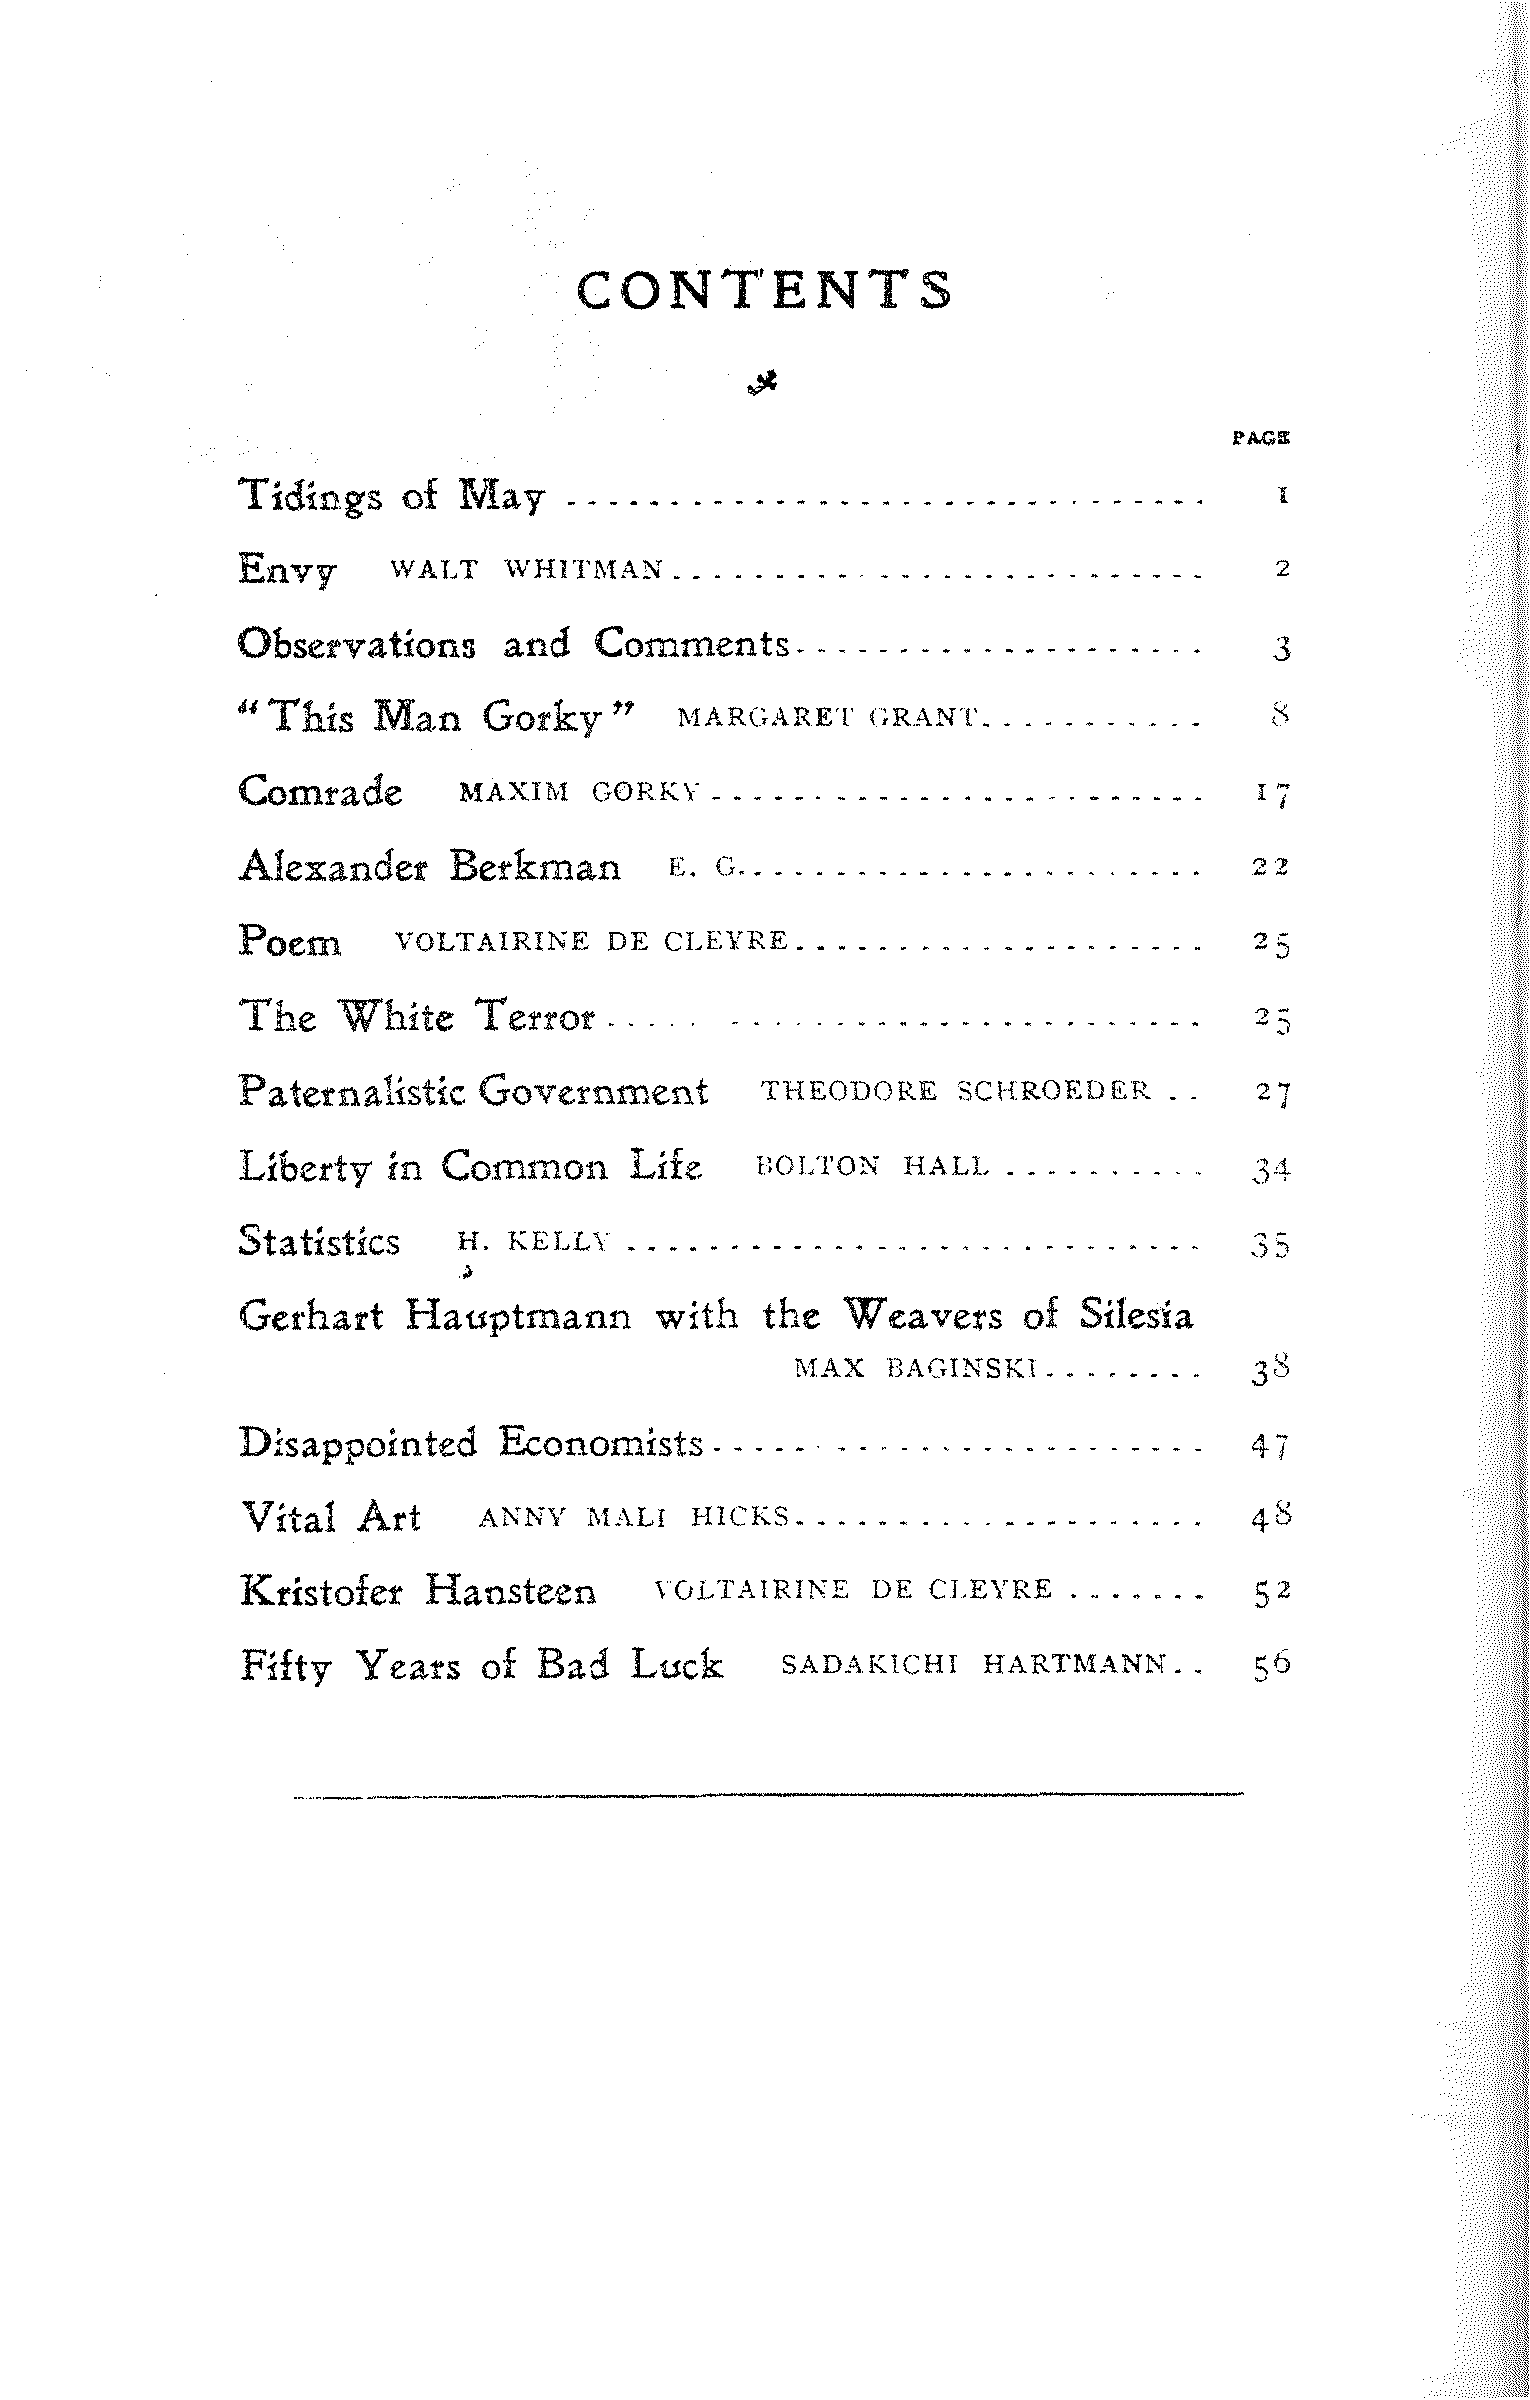 CONTENTS
PAGE
Tidings of May ------------------------------- 1
Envy WALT WHITMAN-------------------------- 2
Observations and Comments-------------------- 3
"This Man Gorky" MARGARET GRANT----------- 8
Comrade MAXIM GORKY------------------------ 17
Alexander Berkman E. G.---------------------- 22
Poem VOLTAIRINE DE CLEYRE-------------------- 25
The White Terror---------------------------- 25
Paternalistic Government THEODORE SCHROEDER -- 27
Liberty in Common Life BOLTON HALL ---------- 34
Statistics H. KELLY ---------------------------- 35
Gerhart Hauptmann with the Weavers of Silesia
MAX BAGINSKI-------- 38
Disappointed Economists------------------------ 47
Vital Art ANNY MALI HICKS-------------------- 48
Kristofer Hansteen VOLTAIRINE DE CLEYRE ------- 52
Fifty Years of Bad Luck SADAKICHI HARTMANN-- 56